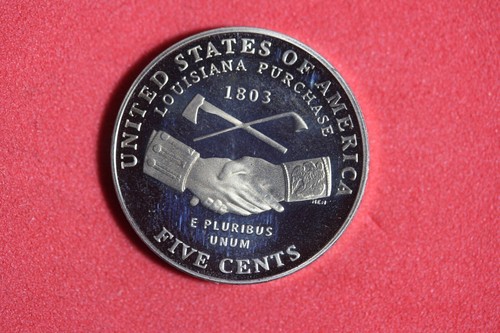 UNITED STATES OF AMERICA
LOUISIANA PURCHASE
1803
E PLURIBUS
UNUM
FIVE CENTS